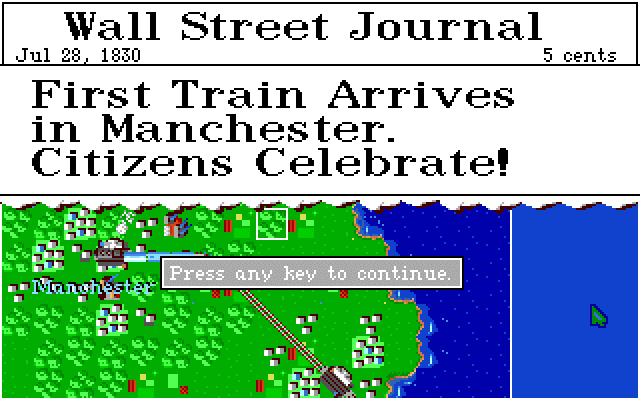 Wall Street Journal
Jul 28, 1830
5 cents
First Train Arrives
in Manchester.
Citizens Celebrate!
Press any key to continue.
Manchester